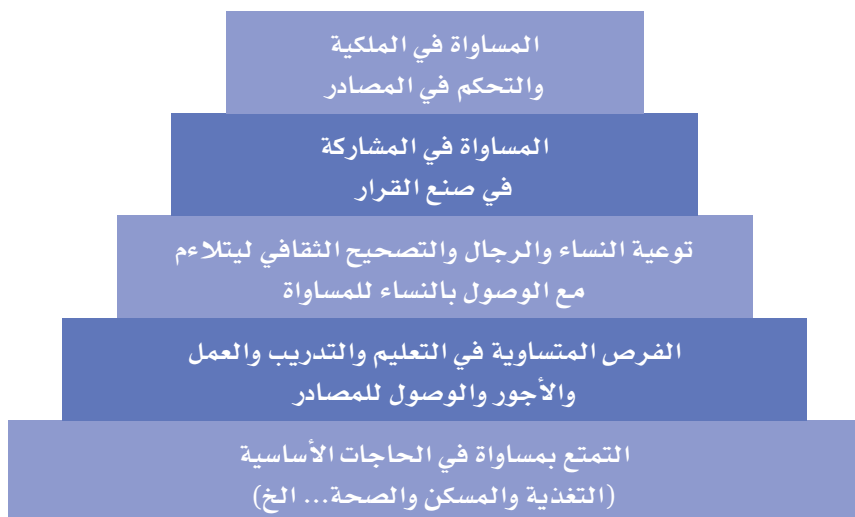 المساواة في الملكية
والتحكم في المصادر
المساواة في المشاركة
في صنع القرار
توعية النساء والرجال والتصحيح الثقافي ليتلاءم
مع الوصول بالنساء للمساواة
الفرص المتساوية في التعليم والتدريب والعمل
والأجور والوصول للمصادر
التمتع بمساواة في الحاجات الأساسية
(التغذية والمسكن والصحة... الخ)